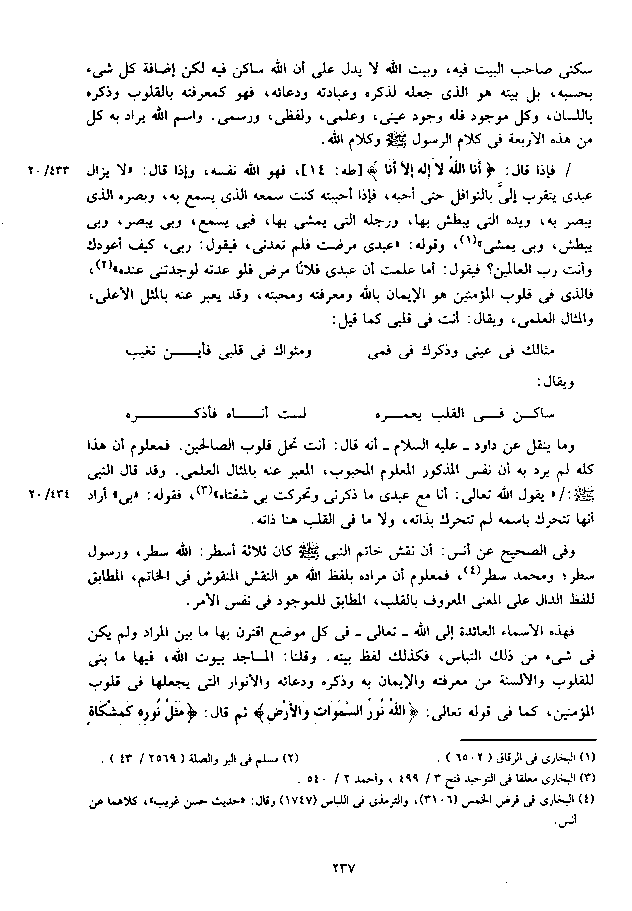 سكنى صاحب البيت فيه، وبيت الله لا يدل على أن الله ساكن فيه لكن إضافة كل شىء
بحسبه، بل بيته هو الذى جعله لذكره وعبادته ودعائه، فهو كمعرفته بالقلوب وذكره
باللسان، وكل موجود فله وجود عينى، وعلمى، ولفظى، ورسمى. واسم الله يراد به كل
من هذه الأربعة فى كلام الرسول ﷺ وكلام الله.
/ فإذا قال: ﴿ أَنَا اللَّهُ لا إِلَهَ إِلاَّ أَنَا ﴾ [طه: ١٤]، فهو الله نفسه، وإذا قال: «لا يزال ٢٠/٤٣٣
عبدى يتقرب إلىَّ بالنوافل حتى أحبه، فإذا أحببته كنت سمعه الذى يسمع به، وبصره الذى
يبصر به، ويده التى يبطش بها، ورجله التى يمشى بها، فبى يسمع، وبى يبصر، وبى
يبطش، وبى يمشى»(١)، وقوله: «عبدى مرضت فلم تعدنى، فيقول: ربى، كيف أعودك
وأنت رب العالمين؟ فيقول: أما علمت أن عبدى فلانًا مرض فلو عدته لوجدتنى عنده»(٢)،
فالذى فى قلوب المؤمنين هو الإيمان بالله ومعرفته ومحبته، وقد يعبر عنه بالمثل الأعلى،
والمثال العلمى، ويقال: أنت فى قلبى كما قيل:
مثالك فى عينى وذكرك فى فمى ومثواك فى قلبى فأيـــن تغيب
ويقال:
ساكـن فـــى القلب يعمـــره لست أنـــاه فأذكـــره
وما ينقل عن داود ـ عليه السلام ـ أنه قال: أنت تحل قلوب الصالحين. فمعلوم أن هذا
كله لم يرد به أن نفس المذكور المعلوم المحبوب، المعبر عنه بالمثال العلمى. وقد قال النبى
ﷺ:/ «يقول الله تعالى: أنا مع عبدى ما ذكرنى وتحركت بى شفتاه»(٣)، فقوله: «بى» أراد ٢٠/٤٣٤
أنها تتحرك باسمه لم تتحرك بذاته، ولا ما فى القلب هنا ذاته.
وفى الصحيح عن أنس: أن نقش خاتم النبى ﷺ كان ثلاثة أسطر: الله سطر، ورسول
سطر؛ ومحمد سطر(٤)، فمعلوم أن مراده بلفظ الله هو النقش المنقوش فى الخاتم، المطابق
للفظ الدال على المعنى المعروف بالقلب، المطابق للموجود فى نفس الأمر.
فهذه الأسماء العائدة إلى الله ـ تعالى ـ فى كل موضع اقترن بها ما بين المراد ولم يكن
فى شىء من ذلك التباس، فكذلك لفظ بيته. وقلنا: المساجد بيوت الله، فيها ما بنى
للقلوب والألسنة من معرفته والإيمان به وذكره ودعائه والأنوار التى يجعلها فى قلوب
المؤمنين، كما فى قوله تعالى: ﴿اللَّهُ نُورُ السَّمَوَاتِ وَالأَرْضِ﴾ ثم قال: ﴿مَثَلُ نُورِهِ كَمِشْكَاةٍ
(١) البخارى فى الرقاق ( ٦٥٠٢ ) . (٢) مسلم فى البر والصلة ( ٢٥٦٩ / ٤٣ ) .
(٣) البخارى معلقا فى التوحيد فتح ٣ / ٤٩٩ ، وأحمد ٢ / ٥٤٠ .
(٤) البخارى فى فرض الخمس (٣١٠٦)، والترمذى فى اللباس (١٧٤٧) وقال: «حديث حسن غريب»، كلاهما عن
أنس.
٢٣٧